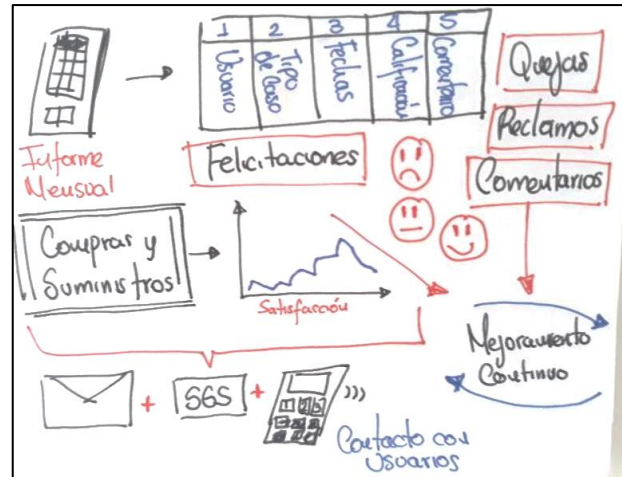 1 2 3 4 5
Usuario
Tipo
de Caso
Fechas
Calificación
Comentario
Quejas
Reclamos
Comentarios
Informe
Mensual
Felicitaciones
Compras y
Suministros
Satisfacción
Mejoramiento
Continuo
+ SGS +
Contacto con
Usuarios